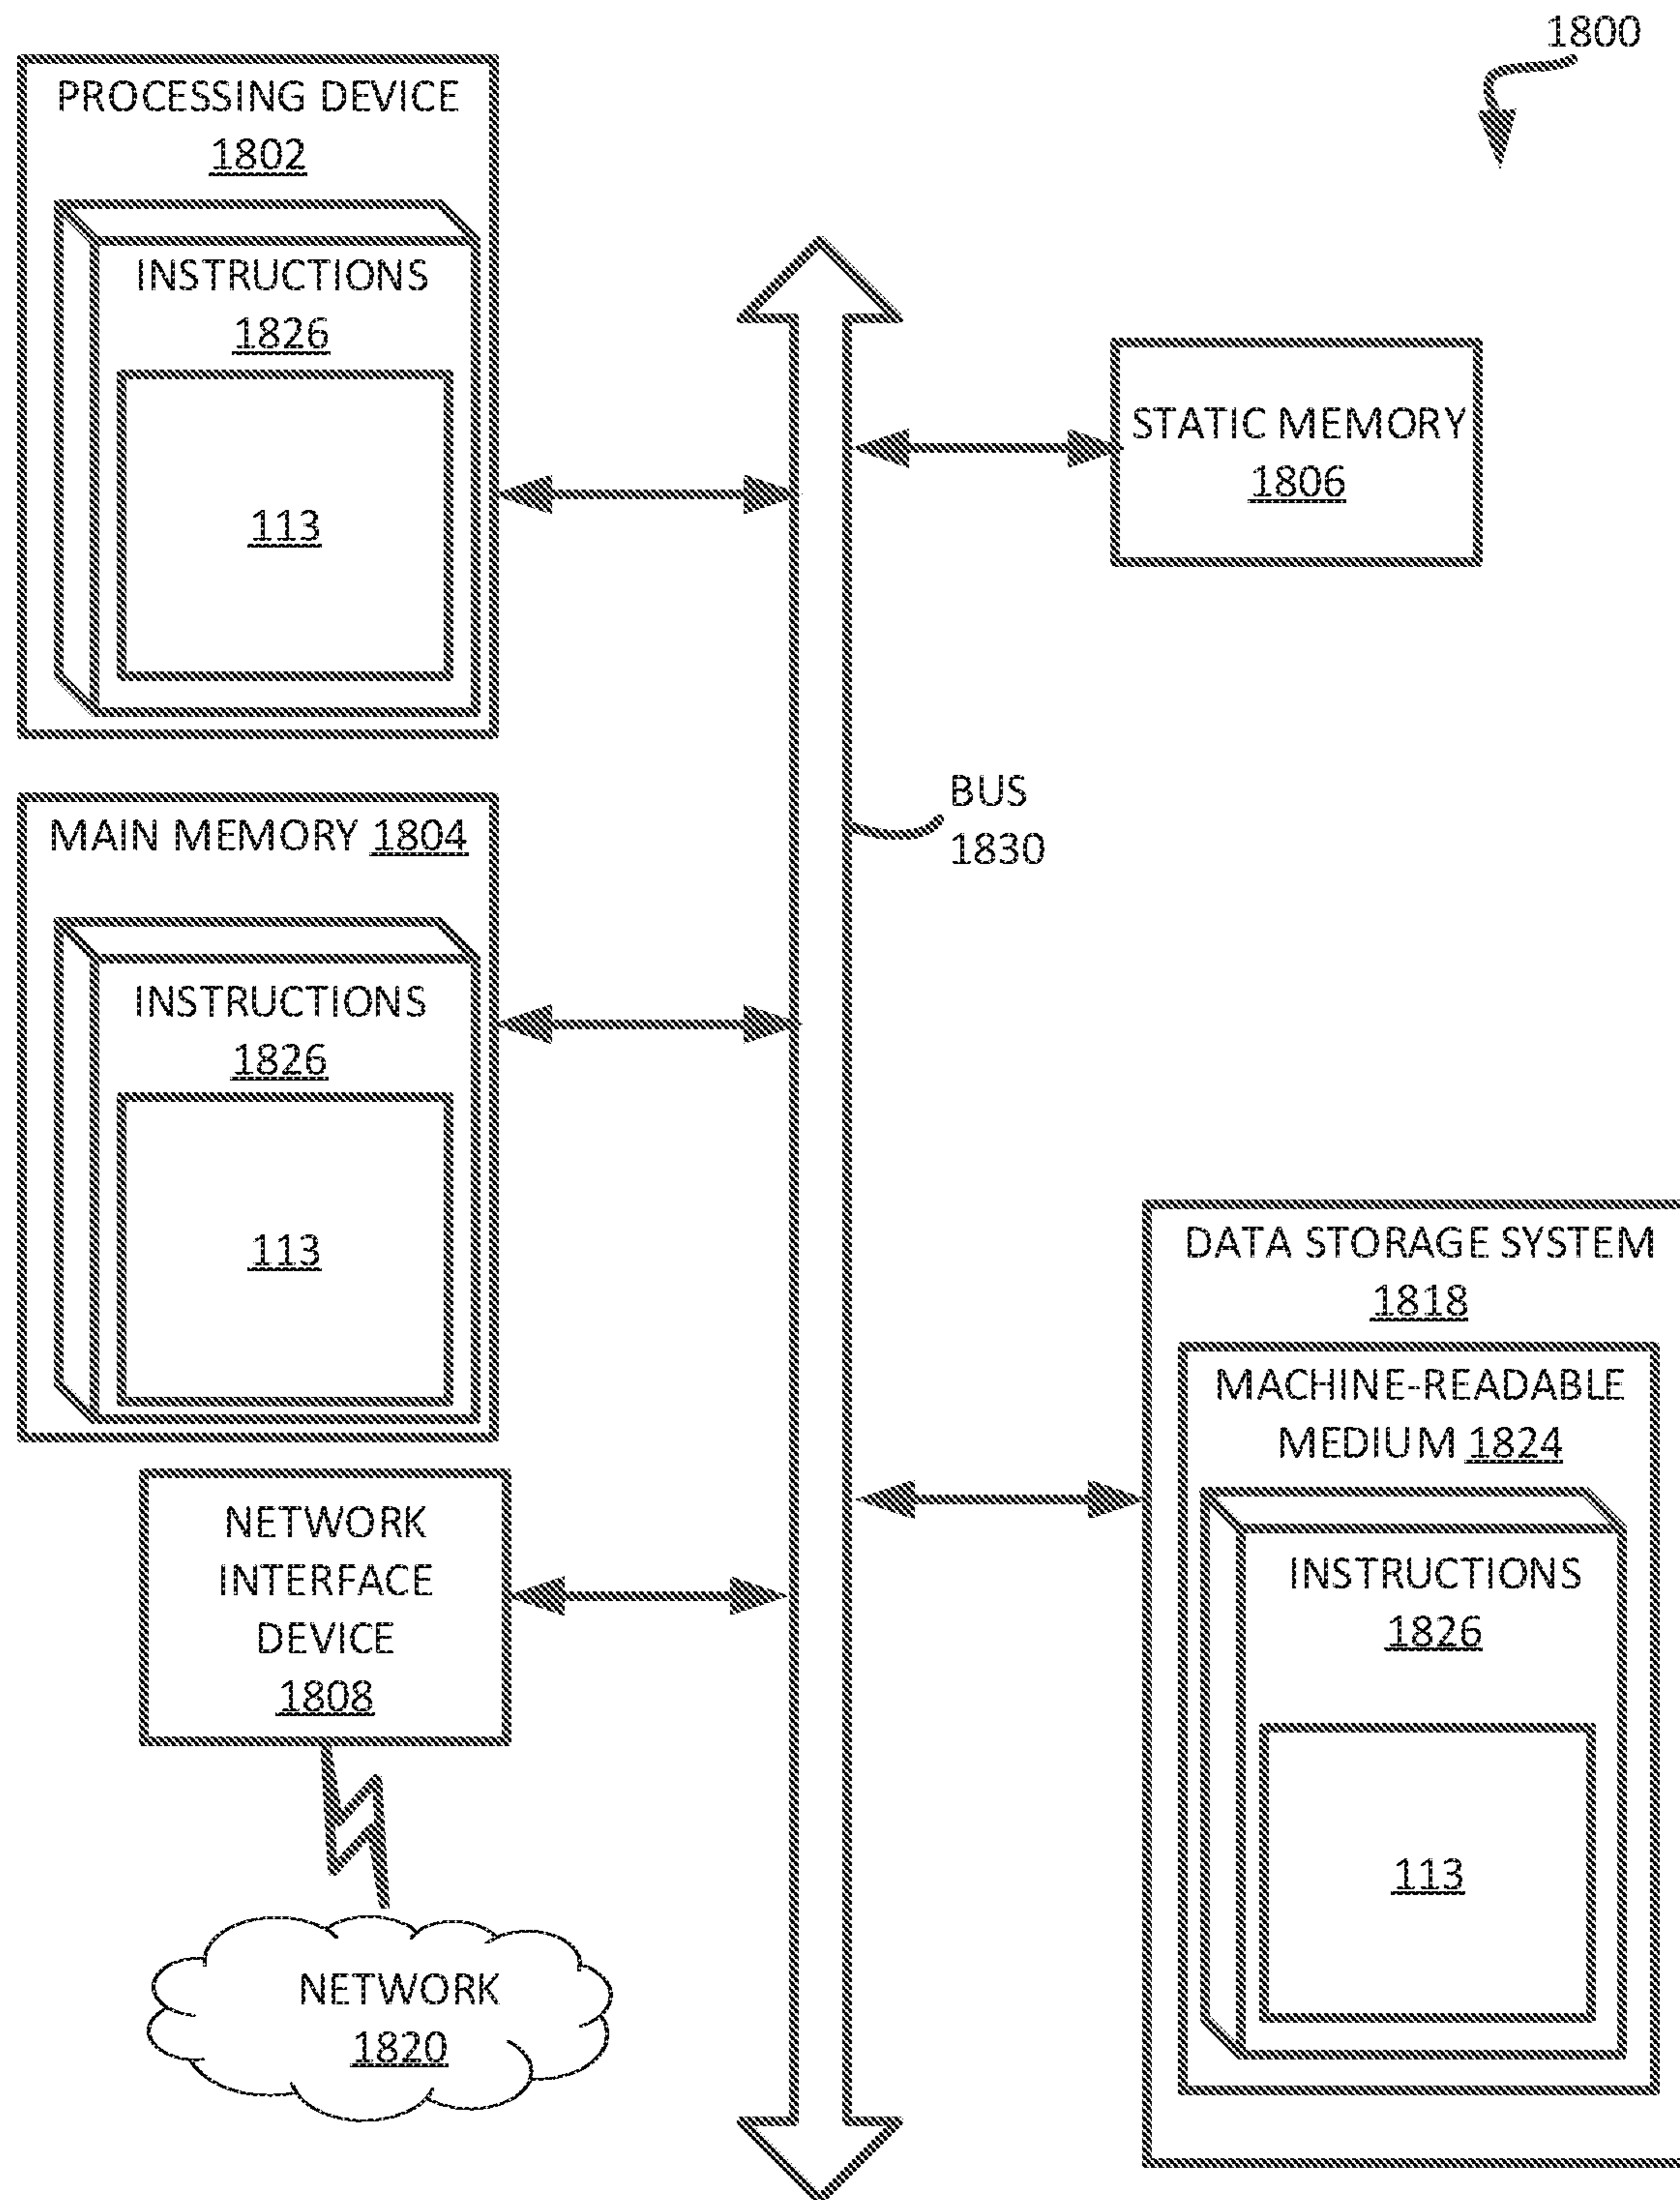 1800
PROCESSING DEVICE
1802
INSTRUCTIONS
1826
113
STATIC MEMORY
1806
BUS
1830
MAIN MEMORY 1804
INSTRUCTIONS
1826
113
DATA STORAGE SYSTEM
1818
MACHINE-READABLE
MEDIUM 1824
INSTRUCTIONS
1826
113
NETWORK
INTERFACE
DEVICE
1808
NETWORK
1820